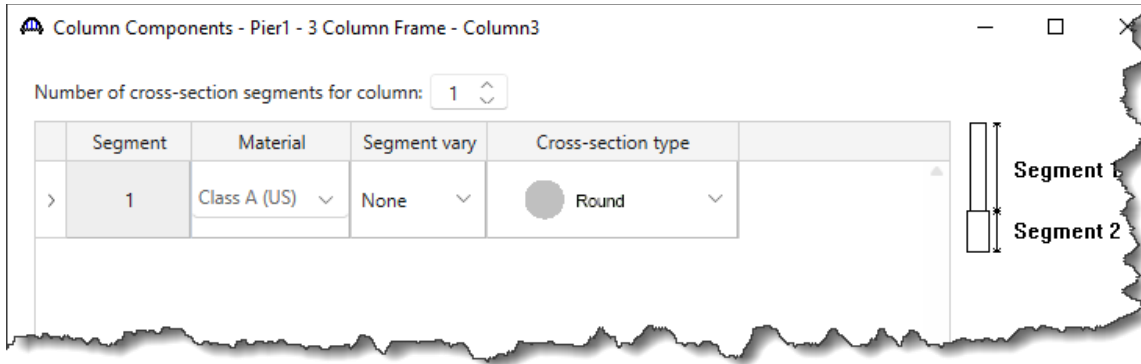 Column Components - Pier1 - 3 Column Frame - Column3
Number of cross-section segments for column: 1
Segment Material Segment vary Cross-section type
1 Class A (US) None Round
Segment 1
Segment 2